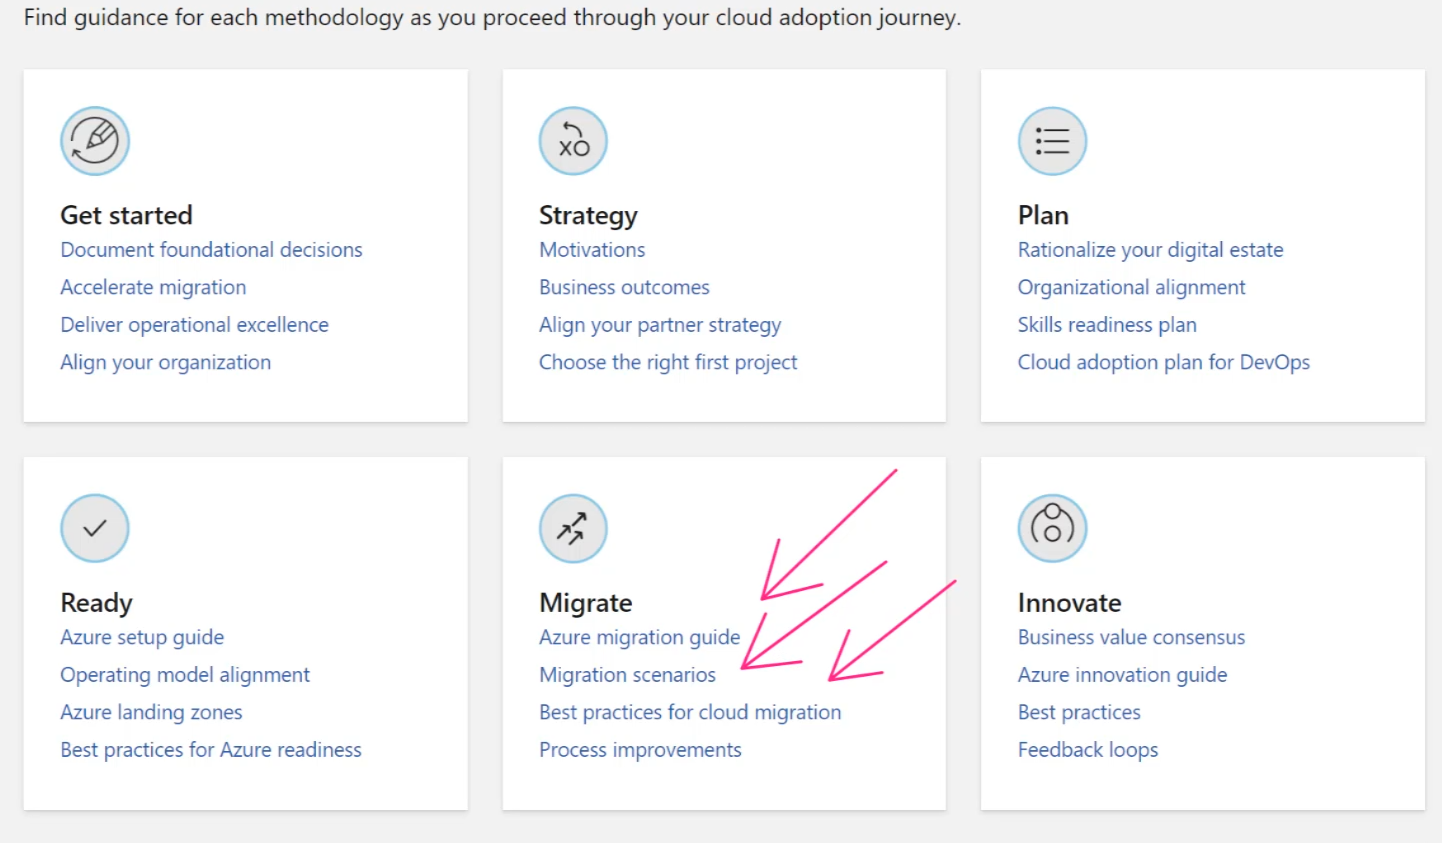 Find guidance for each methodology as you proceed through your cloud adoption journey.
Get started
Document foundational decisions
Accelerate migration
Deliver operational excellence
Align your organization
XO
Strategy
Motivations
Business outcomes
Align your partner strategy
Choose the right first project
Plan
Rationalize your digital estate
Organizational alignment
Skills readiness plan
Cloud adoption plan for DevOps
Ready
Azure setup guide
Operating model alignment
Azure landing zones
Best practices for Azure readiness
Migrate
Azure migration guide
Migration scenarios
Best practices for cloud migration
Process improvements
Innovate
Business value consensus
Azure innovation guide
Best practices
Feedback loops